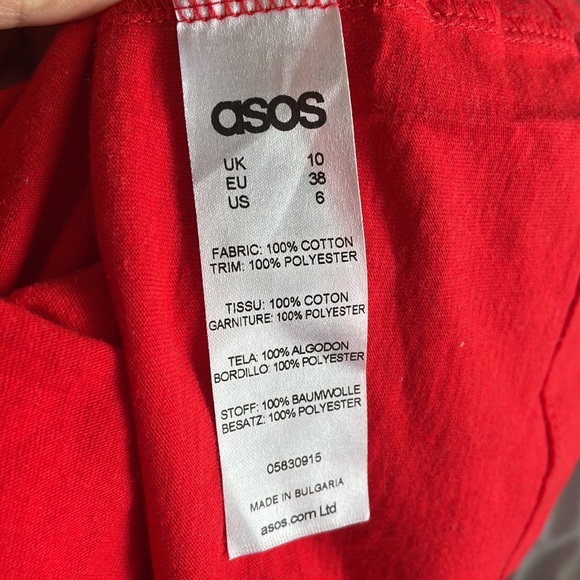 asos
UK 10
EU 38
US 6
FABRIC: 100% COTTON
TRIM: 100% POLYESTER
TISSU: 100% COTON
GARNITURE: 100% POLYESTER
TELA: 100% ALGODON
BORDILLO: 100% POLYESTER
STOFF: 100% BAUMWOLLE
BESATZ: 100% POLYESTER
05830915
MADE IN BULGARIA
asos.com Ltd